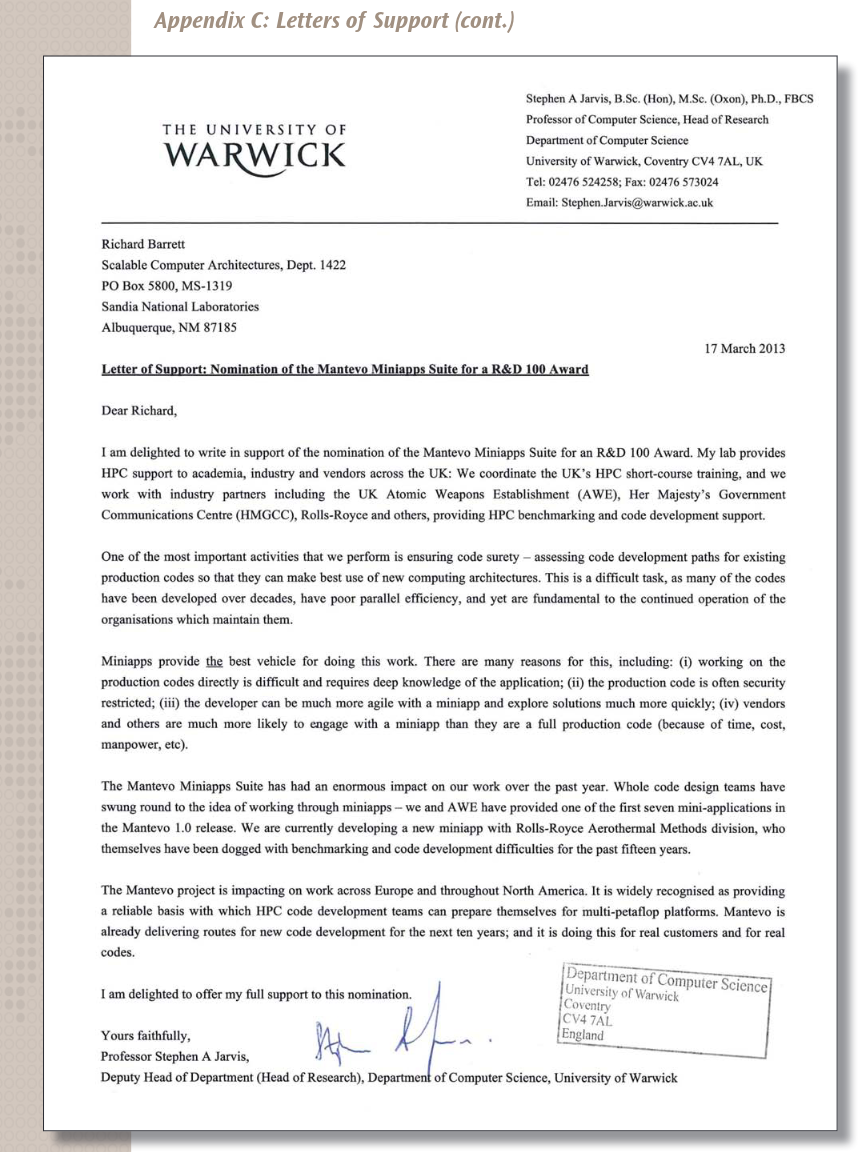 Appendix C: Letters of Support (cont.)
THE UNIVERSITY OF
WARWICK
Stephen A Jarvis, B.Sc. (Hon), M.Sc. (Oxon), Ph.D., FBCS
Professor of Computer Science, Head of Research
Department of Computer Science
University of Warwick, Coventry CV4 7AL, UK
Tel: 02476 524258; Fax: 02476 573024
Email: Stephen.Jarvis@warwick.ac.uk
Richard Barrett
Scalable Computer Architectures, Dept. 1422
PO Box 5800, MS-1319
Sandia National Laboratories
Albuquerque, NM 87185
17 March 2013
Letter of Support: Nomination of the Mantevo Miniapps Suite for a R&D 100 Award
Dear Richard,
I am delighted to write in support of the nomination of the Mantevo Miniapps Suite for an R&D 100 Award. My lab provides
HPC support to academia, industry and vendors across the UK: We coordinate the UK's HPC short-course training, and we
work with industry partners including the UK Atomic Weapons Establishment (AWE), Her Majesty's Government
Communications Centre (HMGCC), Rolls-Royce and others, providing HPC benchmarking and code development support.
One of the most important activities that we perform is ensuring code surety – assessing code development paths for existing
production codes so that they can make best use of new computing architectures. This is a difficult task, as many of the codes
have been developed over decades, have poor parallel efficiency, and yet are fundamental to the continued operation of the
organisations which maintain them.
Miniapps provide the best vehicle for doing this work. There are many reasons for this, including: (i) working on the
production codes directly is difficult and requires deep knowledge of the application; (ii) the production code is often security
restricted; (iii) the developer can be much more agile with a miniapp and explore solutions much more quickly; (iv) vendors
and others are much more likely to engage with a miniapp than they are a full production code (because of time, cost,
manpower, etc).
The Mantevo Miniapps Suite has had an enormous impact on our work over the past year. Whole code design teams have
swung round to the idea of working through miniapps – we and AWE have provided one of the first seven mini-applications in
the Mantevo 1.0 release. We are currently developing a new miniapp with Rolls-Royce Aerothermal Methods division, who
themselves have been dogged with benchmarking and code development difficulties for the past fifteen years.
The Mantevo project is impacting on work across Europe and throughout North America. It is widely recognised as providing
a reliable basis with which HPC code development teams can prepare themselves for multi-petaflop platforms. Mantevo is
already delivering routes for new code development for the next ten years; and it is doing this for real customers and for real
codes.
I am delighted to offer my full support to this nomination.
Department of Computer Science
University of Warwick
Coventry
CV4 7AL
England
Yours faithfully,
Professor Stephen A Jarvis,
Deputy Head of Department (Head of Research), Department of Computer Science, University of Warwick